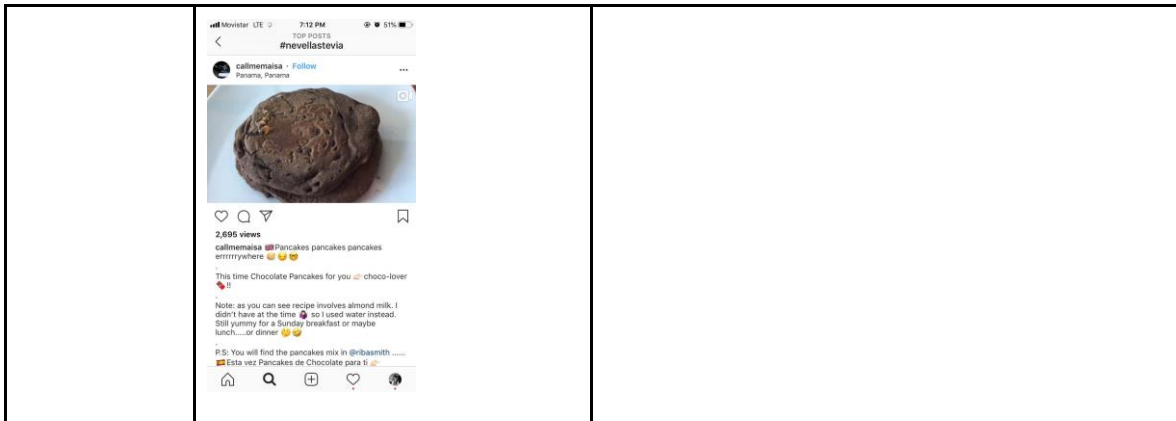 Movistar LTE 7:12 PM 51%
TOP POSTS
#nevellastevia
callmemaisa · Follow
Panama, Panama
2,695 views
callmemaisa 🇬🇧Pancakes pancakes pancakes
errrrrrywhere
.
This time Chocolate Pancakes for you 👉🏻 choco-lover
🍫!!
.
Note: as you can see recipe involves almond milk. I
didn't have at the time 🤷🏻‍♀️ so I used water instead.
Still yummy for a Sunday breakfast or maybe
lunch.....or dinner
.
P.S: You will find the pancakes mix in @ribasmith ......
🇪🇸Esta vez Pancakes de Chocolate para ti 👉🏻